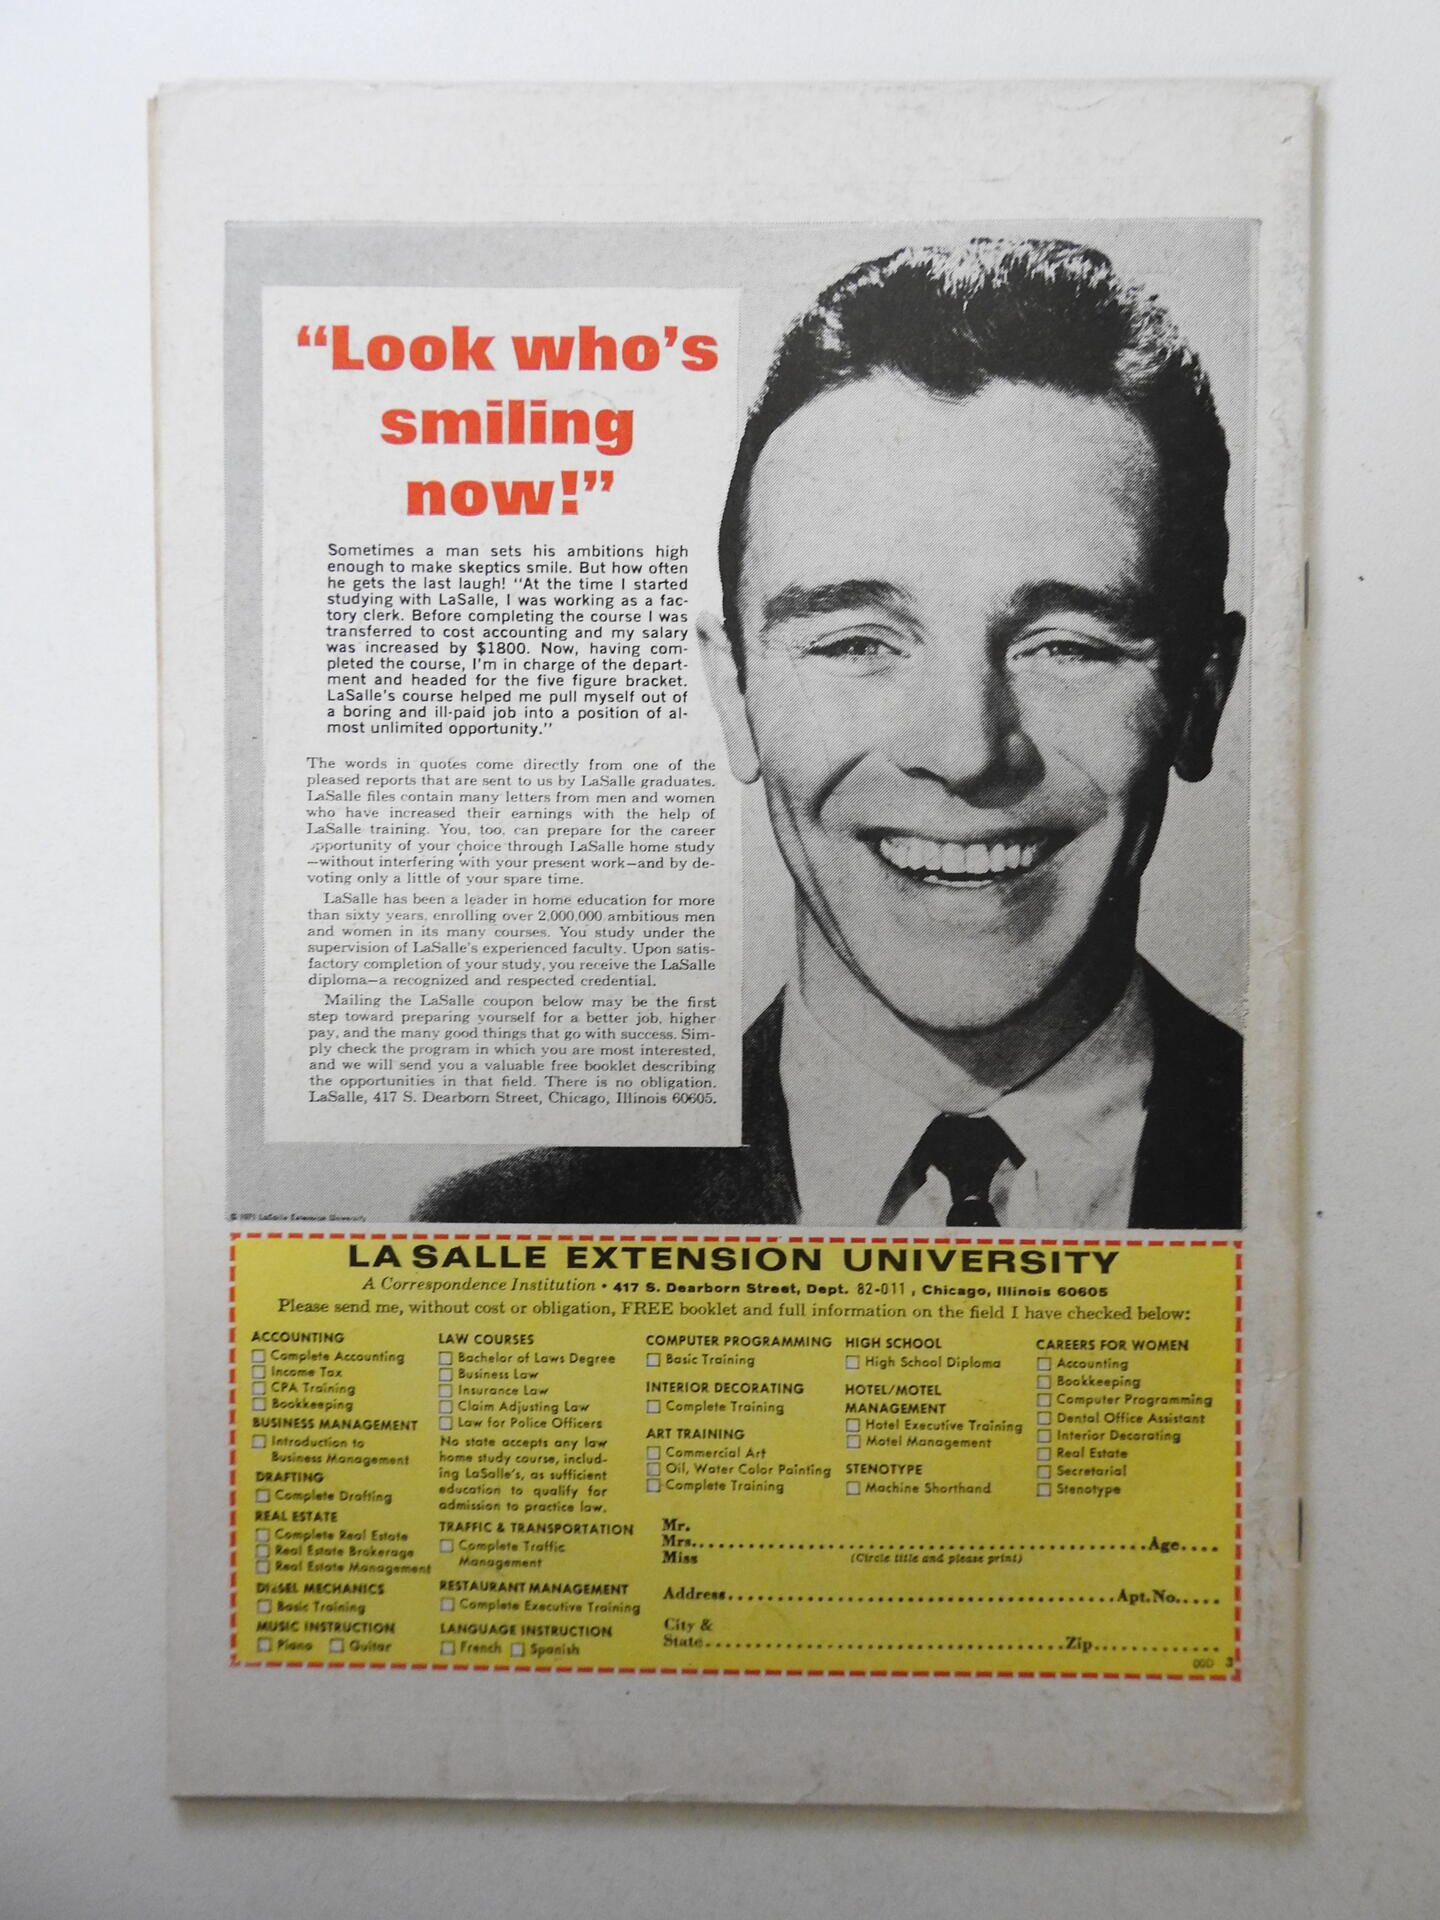 “Look who’s
smiling
now!”
Sometimes a man sets his ambitions high
enough to make skeptics smile. But how often
he gets the last laugh! “At the time I started
studying with LaSalle, I was working as a fac-
tory clerk. Before completing the course I was
transferred to cost accounting and my salary
was increased by $1800. Now, having com-
pleted the course, I’m in charge of the depart-
ment and headed for the five figure bracket.
LaSalle’s course helped me pull myself out of
a boring and ill-paid job into a position of al-
most unlimited opportunity.”
The words in quotes come directly from one of the
pleased reports that are sent to us by LaSalle graduates.
LaSalle files contain many letters from men and women
who have increased their earnings with the help of
LaSalle training. You, too, can prepare for the career
opportunity of your choice through LaSalle home study
—without interfering with your present work—and by de-
voting only a little of your spare time.
LaSalle has been a leader in home education for more
than sixty years, enrolling over 2,000,000 ambitious men
and women in its many courses. You study under the
supervision of LaSalle’s experienced faculty. Upon satis-
factory completion of your study, you receive the LaSalle
diploma—a recognized and respected credential.
Mailing the LaSalle coupon below may be the first
step toward preparing yourself for a better job, higher
pay, and the many good things that go with success. Sim-
ply check the program in which you are most interested,
and we will send you a valuable free booklet describing
the opportunities in that field. There is no obligation.
LaSalle, 417 S. Dearborn Street, Chicago, Illinois 60605.
© 1971 LaSalle Extension University
LA SALLE EXTENSION UNIVERSITY
A Correspondence Institution • 417 S. Dearborn Street, Dept. 82-011, Chicago, Illinois 60605
Please send me, without cost or obligation, FREE booklet and full information on the field I have checked below:
ACCOUNTING
Complete Accounting
Income Tax
CPA Training
Bookkeeping
BUSINESS MANAGEMENT
Introduction to
Business Management
DRAFTING
Complete Drafting
REAL ESTATE
Complete Real Estate
Real Estate Brokerage
Real Estate Management
DIESEL MECHANICS
Basic Training
MUSIC INSTRUCTION
Piano Guitar
LAW COURSES
Bachelor of Laws Degree
Business Law
Insurance Law
Claim Adjusting Law
Law for Police Officers
No state accepts any law
home study course, includ-
ing LaSalle’s, as sufficient
education to qualify for
admission to practice law.
TRAFFIC & TRANSPORTATION
Complete Traffic
Management
RESTAURANT MANAGEMENT
Complete Executive Training
LANGUAGE INSTRUCTION
French Spanish
COMPUTER PROGRAMMING
Basic Training
INTERIOR DECORATING
Complete Training
ART TRAINING
Commercial Art
Oil, Water Color Painting
Complete Training
HIGH SCHOOL
High School Diploma
HOTEL/MOTEL
MANAGEMENT
Hotel Executive Training
Motel Management
STENOTYPE
Machine Shorthand
CAREERS FOR WOMEN
Accounting
Bookkeeping
Computer Programming
Dental Office Assistant
Interior Decorating
Real Estate
Secretarial
Stenotype
Mr.
Mrs. Age
Miss (Circle title and please print)
Address Apt.No.
City &
State Zip
3